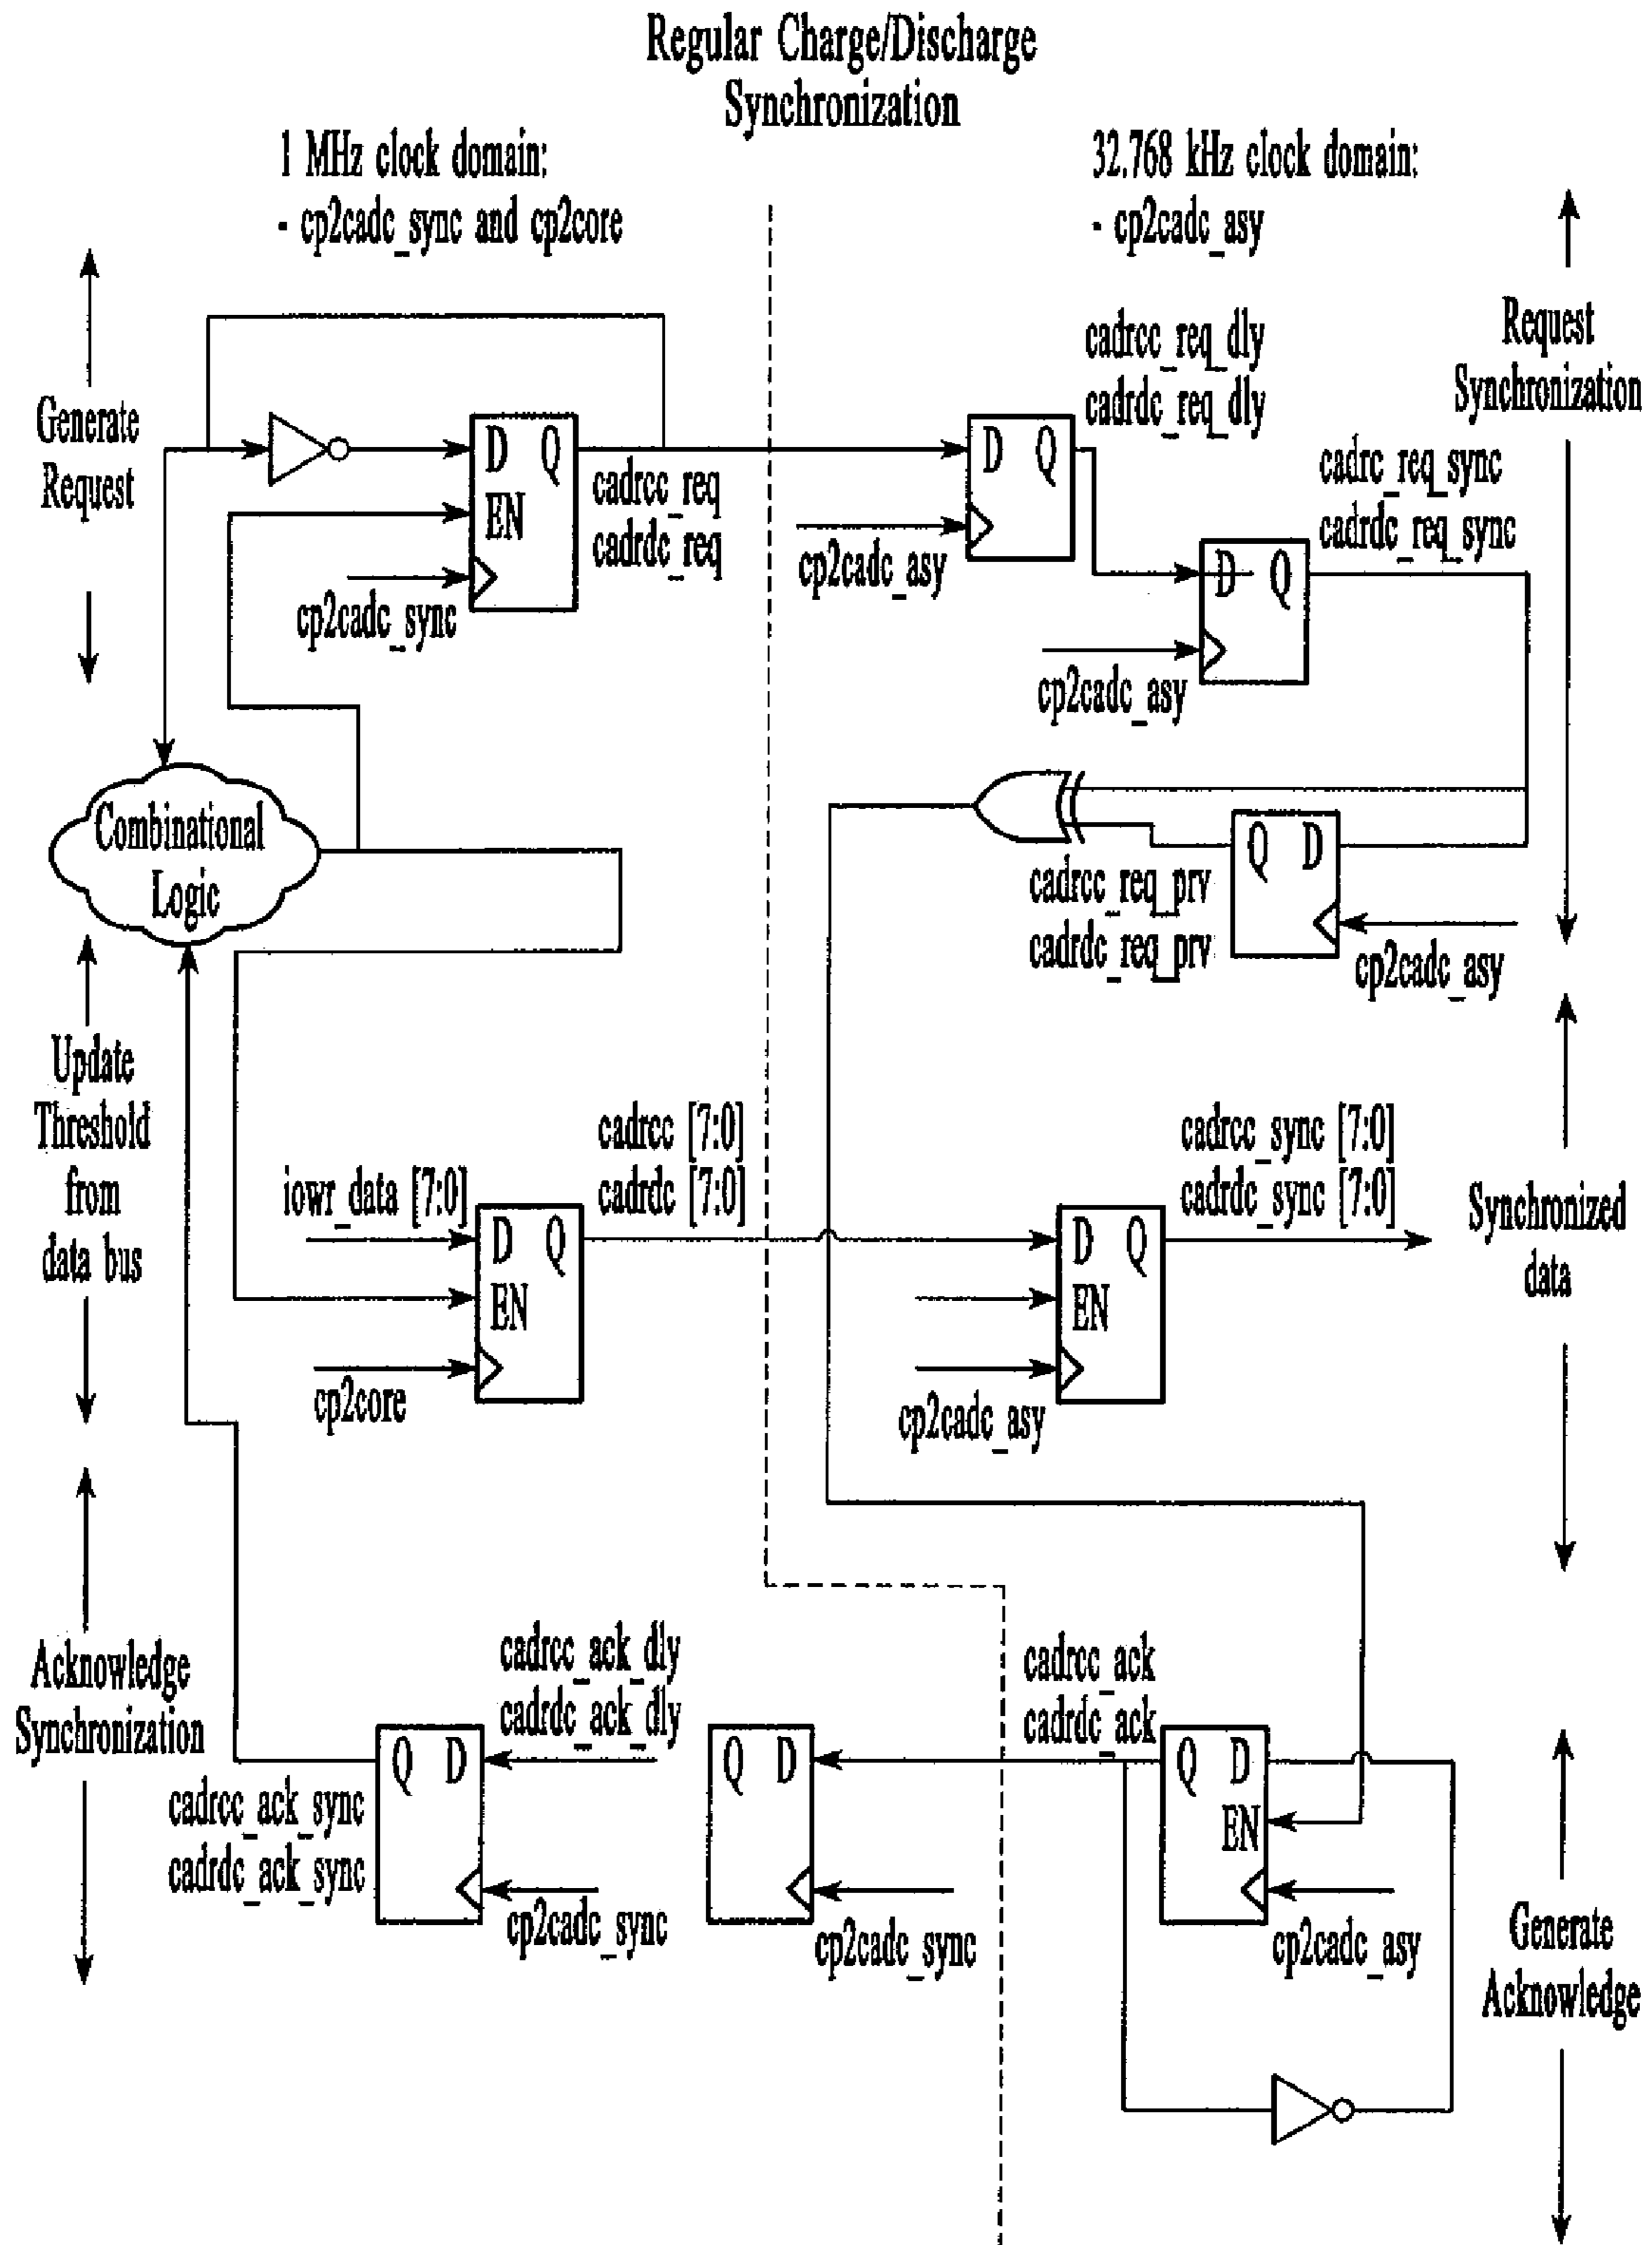 Regular Charge/Discharge
Synchronization
1 MHz clock domain:
- cp2cadc_sync and cp2core
32.768 kHz clock domain:
- cp2cadc_asy
Generate
Request
D Q
EN
cadrcc_req
cadrdc_req
cp2cadc_sync
cadrcc_req_dly
cadrdc_req_dly
D Q
cp2cadc_asy
Request
Synchronization
cadrc_req_sync
cadrdc_req_sync
D Q
cp2cadc_asy
Combinational
Logic
Q D
cadrcc_req_prv
cadrdc_req_prv
cp2cadc_asy
Update
Threshold
from
data bus
iowr_data [7:0]
cadrcc [7:0]
cadrdc [7:0]
D Q
EN
cp2core
cadrcc_sync [7:0]
cadrdc_sync [7:0]
D Q
EN
cp2cadc_asy
Synchronized
data
Acknowledge
Synchronization
cadrcc_ack_dly
cadrdc_ack_dly
Q D
cadrcc_ack_sync
cadrdc_ack_sync
cp2cadc_sync
Q D
cp2cadc_sync
cadrcc_ack
cadrdc_ack
Q D
EN
cp2cadc_asy
Generate
Acknowledge